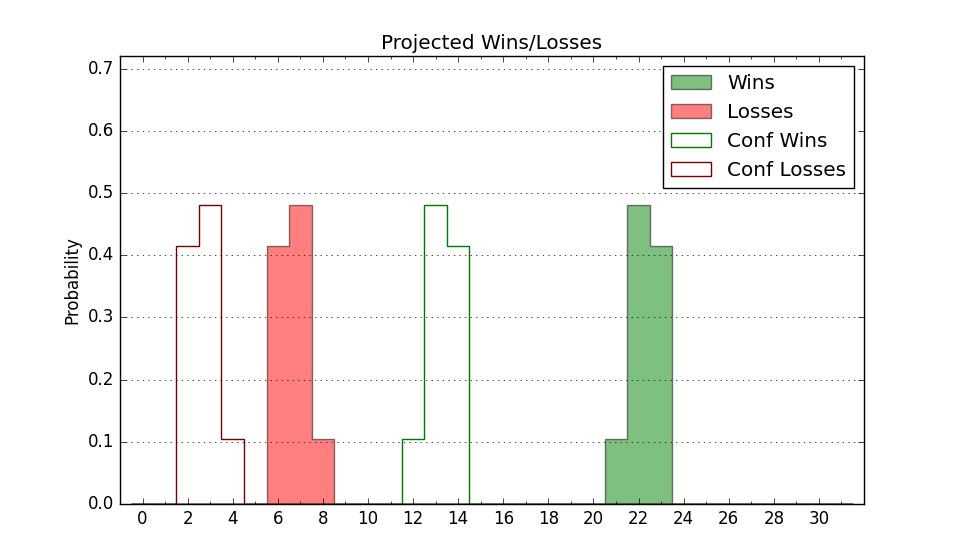 Projected Wins/Losses
0.7
0.6
0.5
0.4
0.3
0.2
0.1
0.0
Probability
Wins
Losses
Conf Wins
Conf Losses
0 2 4 6 8 10 12 14 16 18 20 22 24 26 28 30